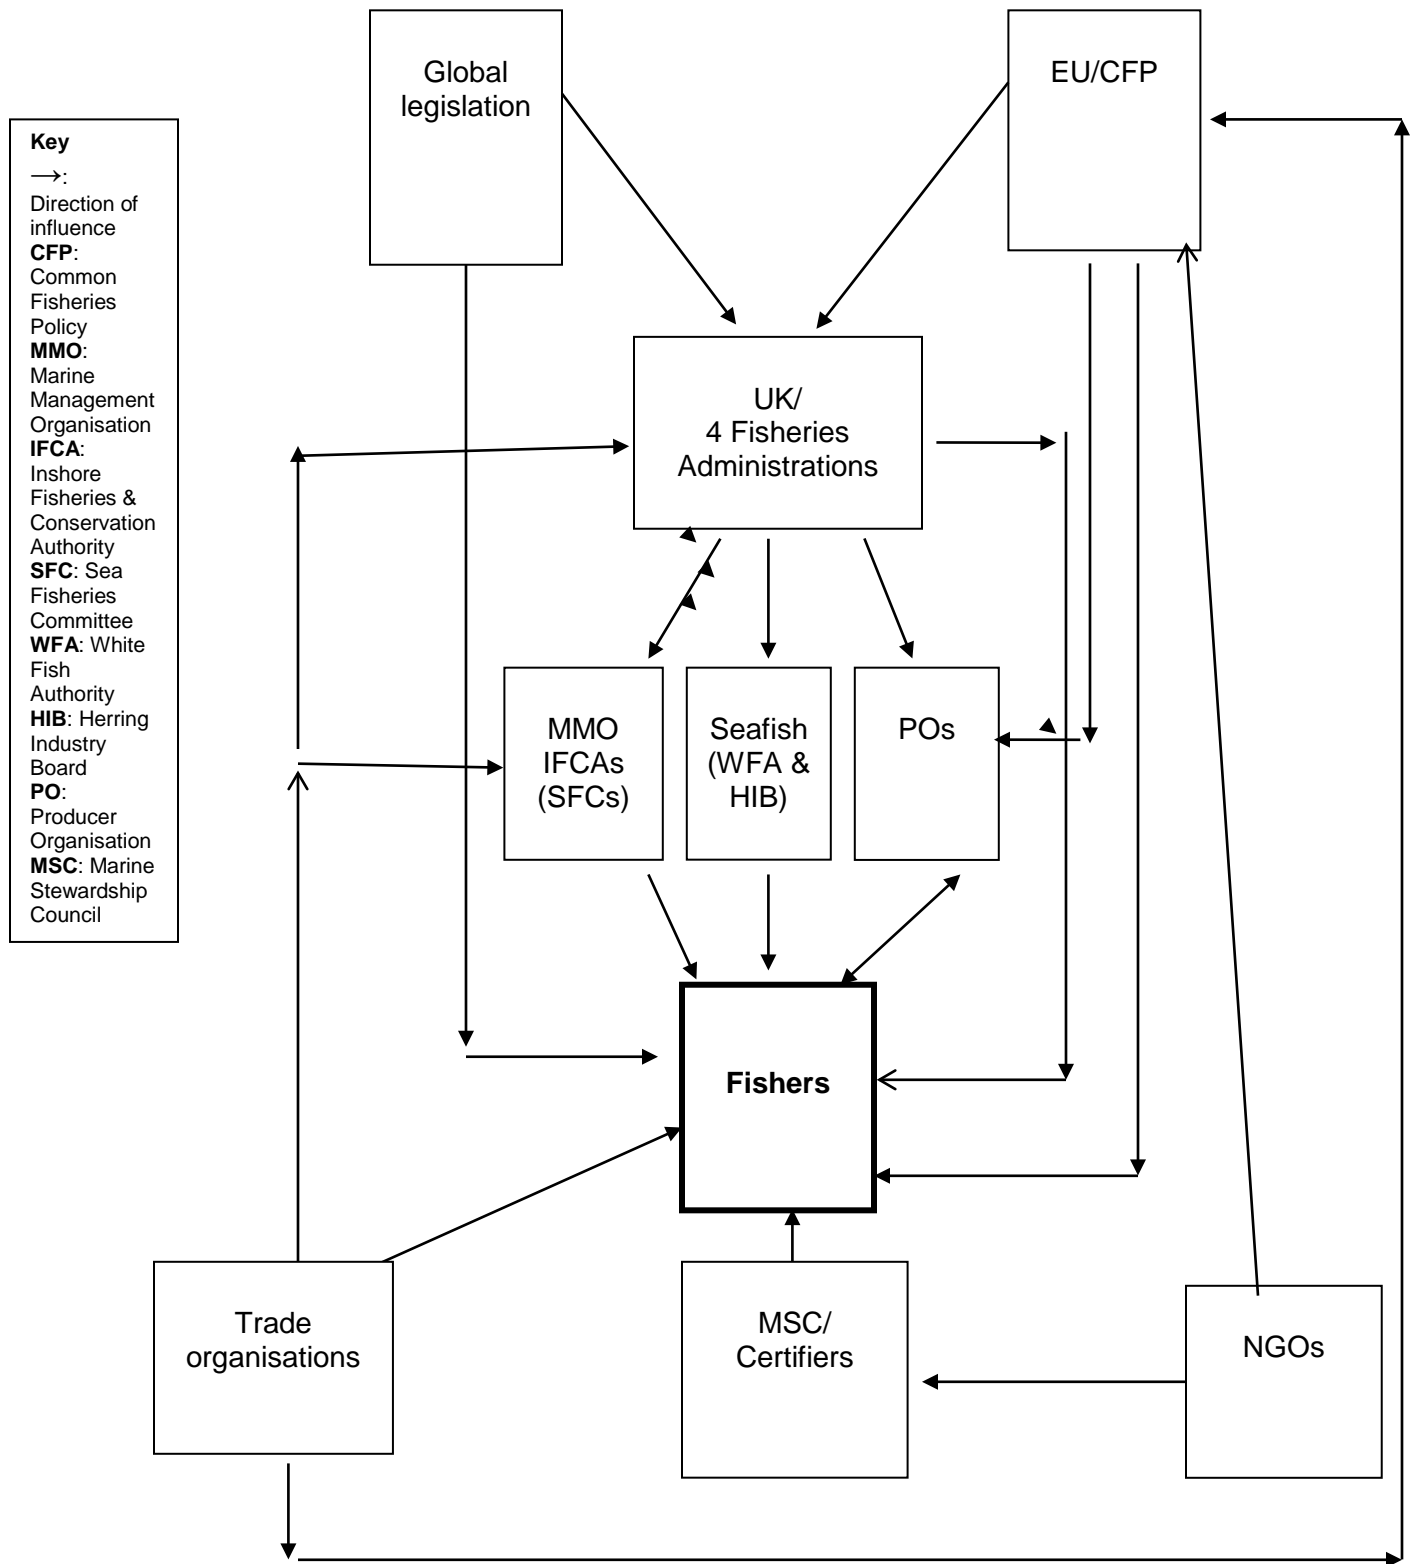 Global
legislation
EU/CFP
Key
→:
Direction of
influence
CFP:
Common
Fisheries
Policy
MMO:
Marine
Management
Organisation
IFCA:
Inshore
Fisheries &
Conservation
Authority
SFC: Sea
Fisheries
Committee
WFA: White
Fish
Authority
HIB: Herring
Industry
Board
PO:
Producer
Organisation
MSC: Marine
Stewardship
Council
UK/
4 Fisheries
Administrations
MMO
IFCAs
(SFCs)
Seafish
(WFA &
HIB)
POs
Fishers
Trade
organisations
MSC/
Certifiers
NGOs